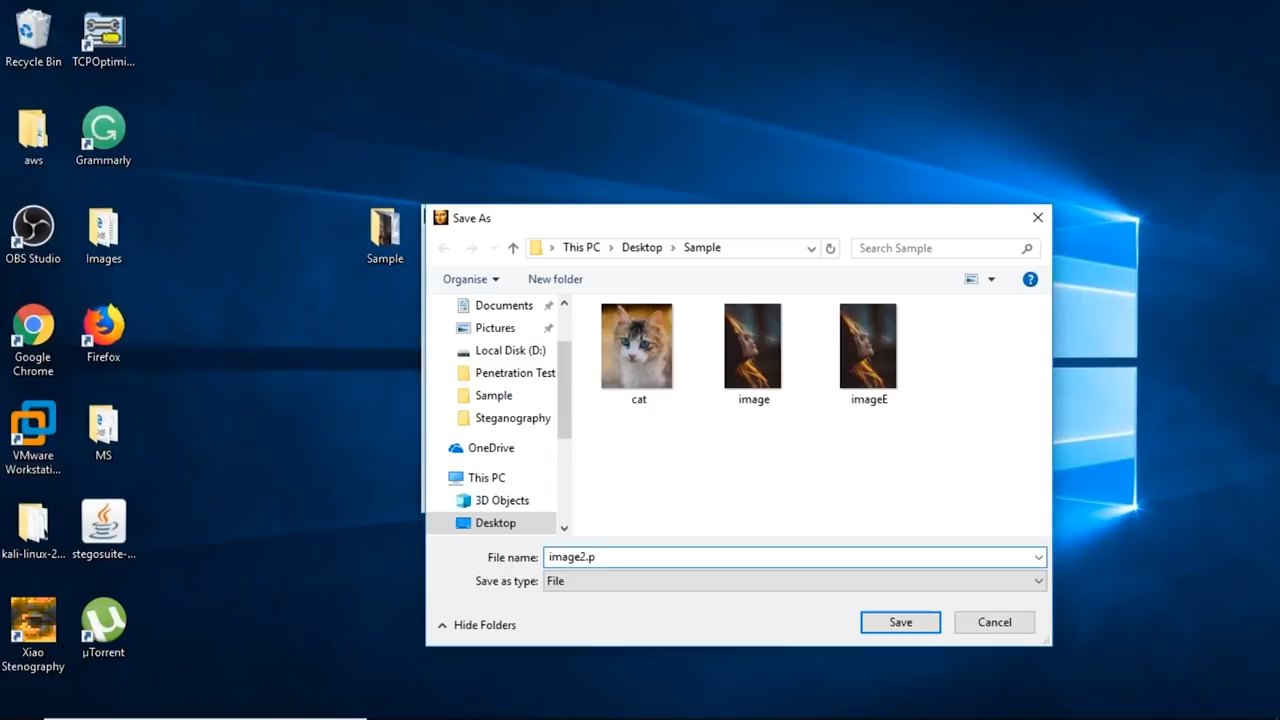 Recycle Bin
TCPOptimi...
aws
Grammarly
OBS Studio
Images
Sample
Google
Chrome
Firefox
VMware
Workstati...
MS
kali-linux-2...
stegosuite-...
Xiao
Stenography
µTorrent
Save As
This PC > Desktop > Sample
Search Sample
Organise
New folder
?
Documents
Pictures
Local Disk (D:)
Penetration Test
Sample
Steganography
OneDrive
This PC
3D Objects
Desktop
cat
image
imageE
File name: image2.p
Save as type: File
Hide Folders
Save
Cancel